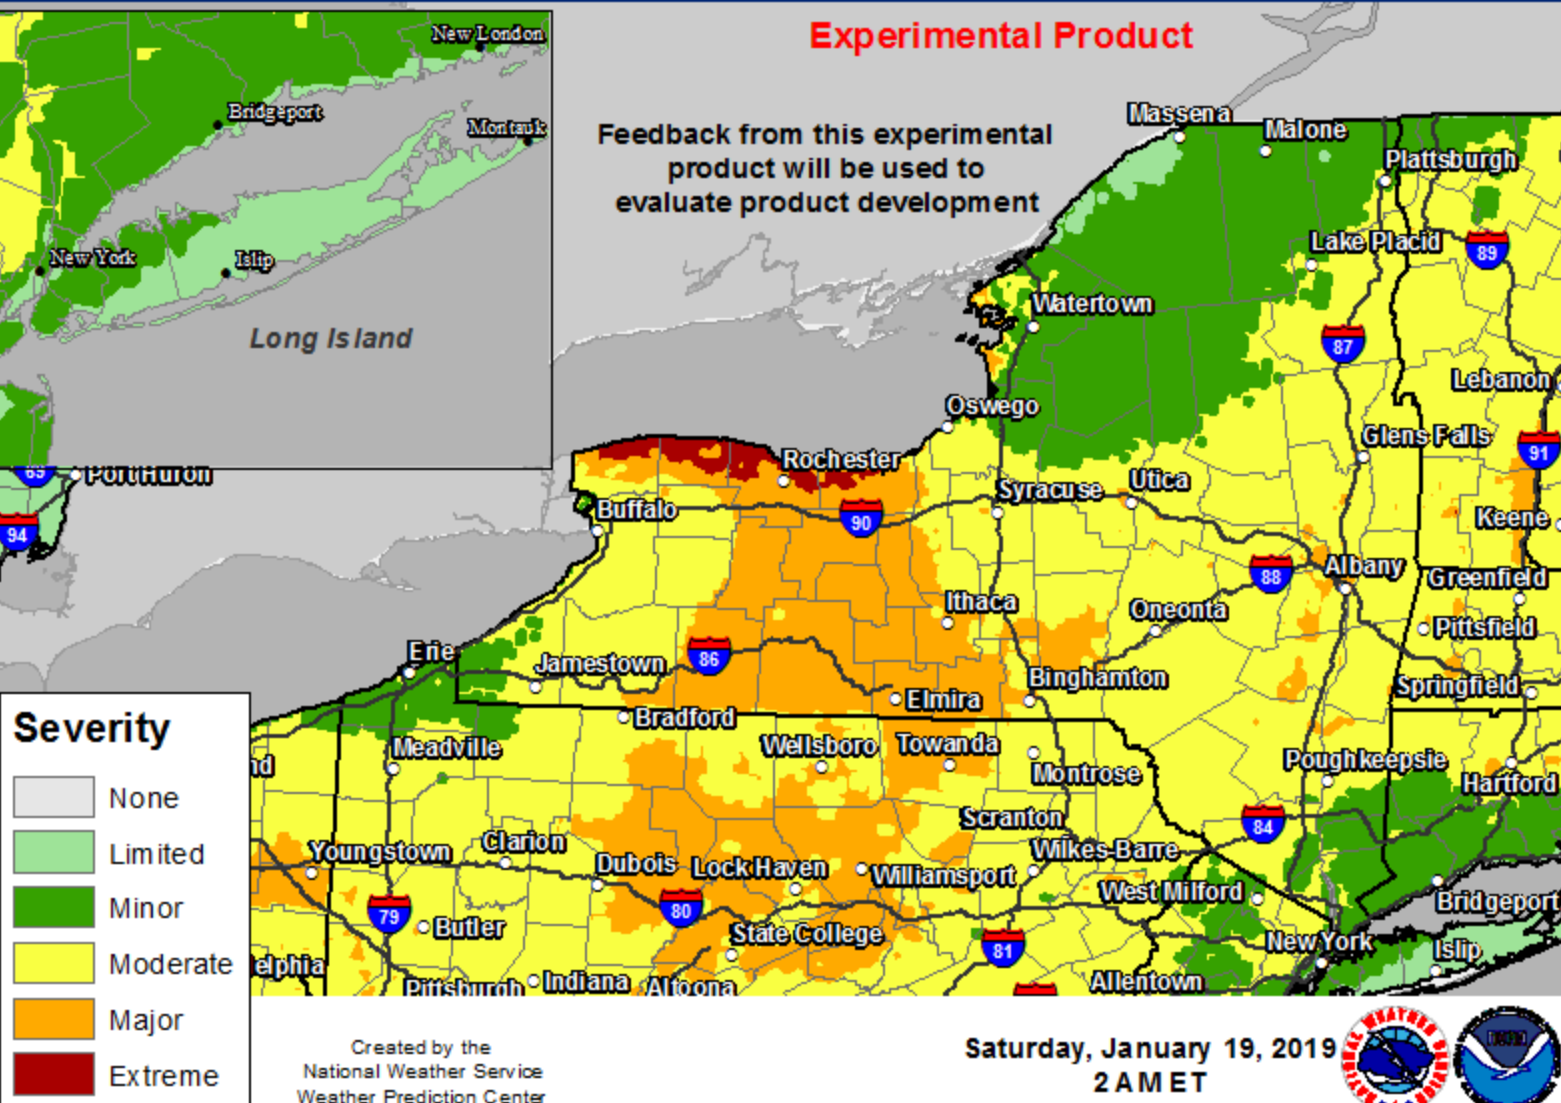 Experimental Product
Feedback from this experimental
product will be used to
evaluate product development
New London
Bridgeport
Montauk
New York
Islip
Long Island
Massena
Malone
Plattsburgh
Lake Placid
89
Watertown
87
Lebanon
Oswego
Glens Falls
91
Rochester
Port Huron
Syracuse
Utica
Buffalo
90
Keene
94
88
Albany
Greenfield
Ithaca
Oneonta
Pittsfield
Erie
86
Jamestown
Binghamton
Springfield
Elmira
Bradford
Meadville
Wellsboro
Towanda
Montrose
Poughkeepsie
Hartford
nd
Scranton
84
Youngstown
Clarion
Wilkes-Barre
Dubois
Lock Haven
Williamsport
West Milford
79
Butler
80
State College
81
New York
Bridgeport
Islip
elphia
Pittsburgh
Indiana
Altoona
Allentown
Severity
None
Limited
Minor
Moderate
Major
Extreme
Created by the
National Weather Service
Weather Prediction Center
Saturday, January 19, 2019
2 AM ET